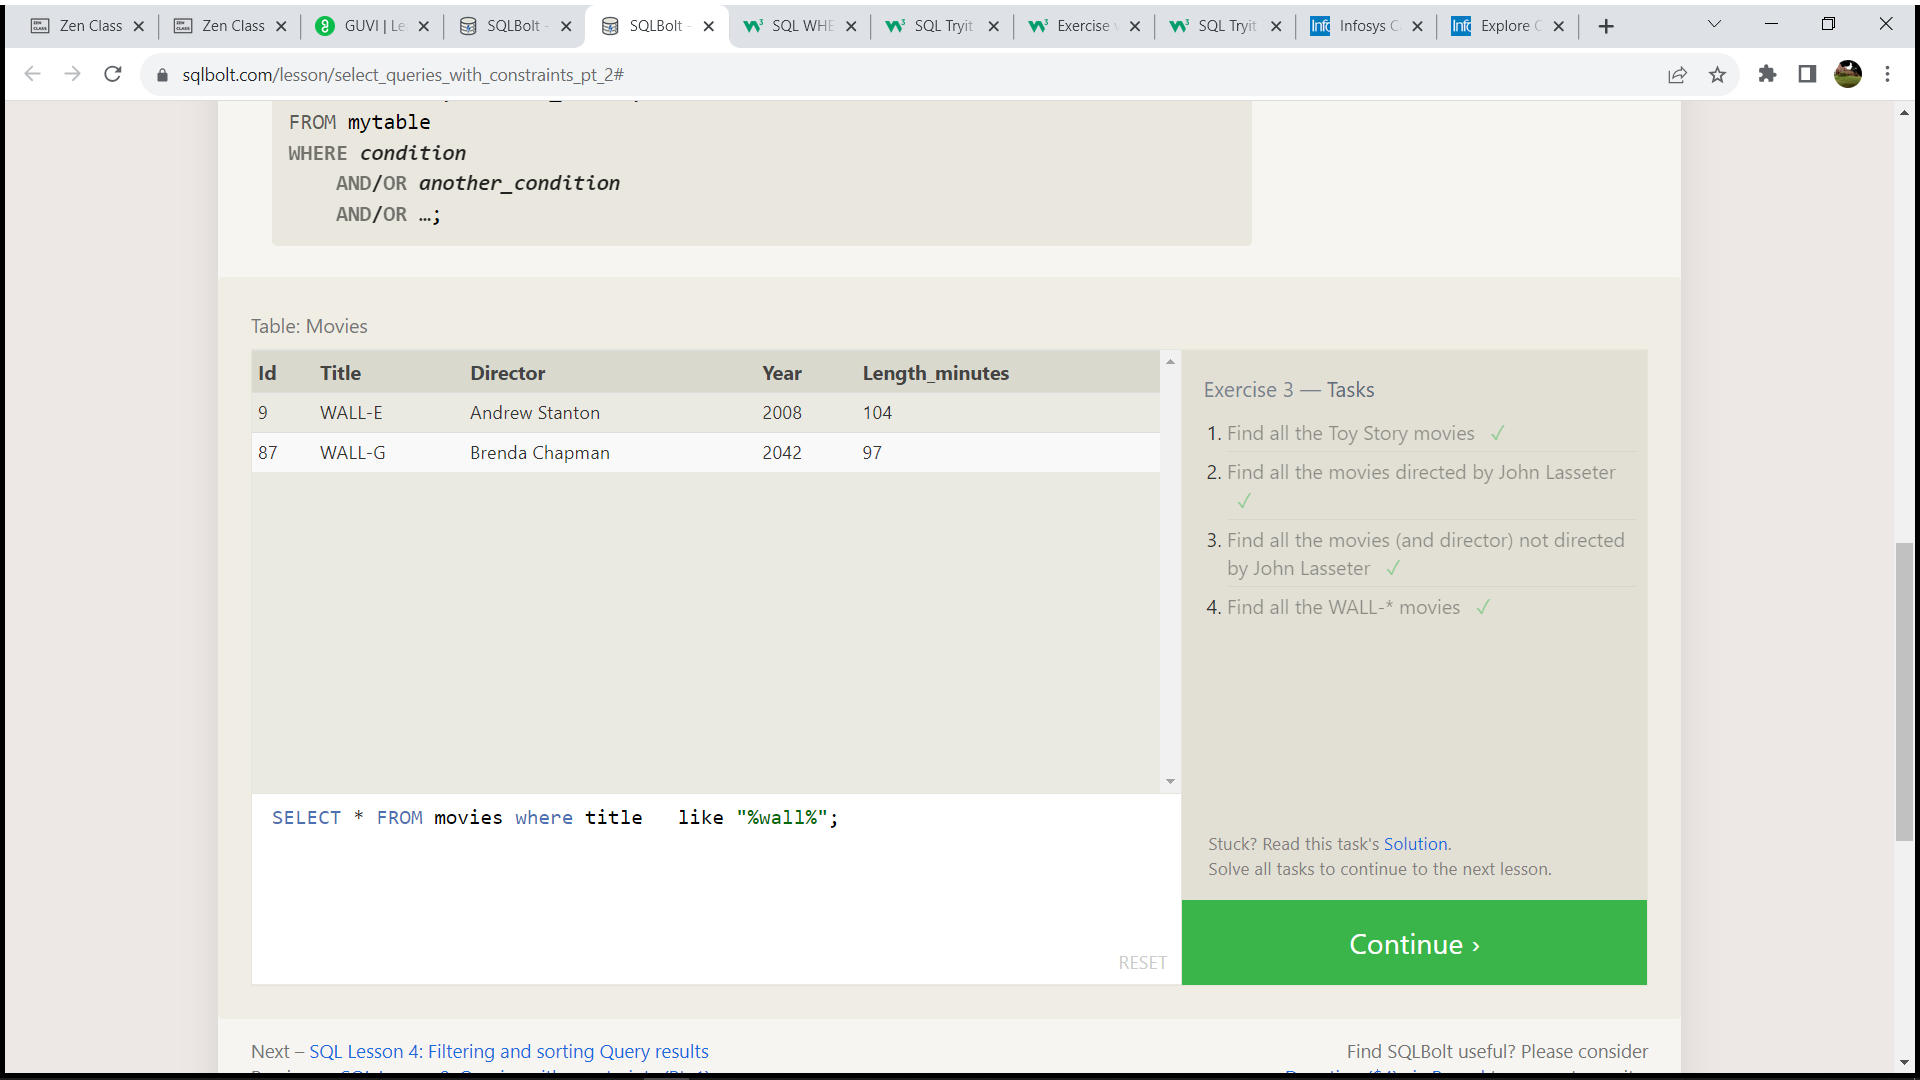 Zen Class
Zen Class
GUVI | Le
SQLBolt -
SQLBolt -
SQL WHE
SQL Tryit
Exercise
SQL Tryit
Infosys C
Explore C
sqlbolt.com/lesson/select_queries_with_constraints_pt_2#
FROM mytable
WHERE condition
AND/OR another_condition
AND/OR …;
Table: Movies
Id Title Director Year Length_minutes
9 WALL-E Andrew Stanton 2008 104
87 WALL-G Brenda Chapman 2042 97
Exercise 3 — Tasks
1. Find all the Toy Story movies ✓
2. Find all the movies directed by John Lasseter
✓
3. Find all the movies (and director) not directed
by John Lasseter ✓
4. Find all the WALL-* movies ✓
SELECT * FROM movies where title   like "%wall%";
RESET
Stuck? Read this task's Solution.
Solve all tasks to continue to the next lesson.
Continue ›
Next – SQL Lesson 4: Filtering and sorting Query results
Find SQLBolt useful? Please consider